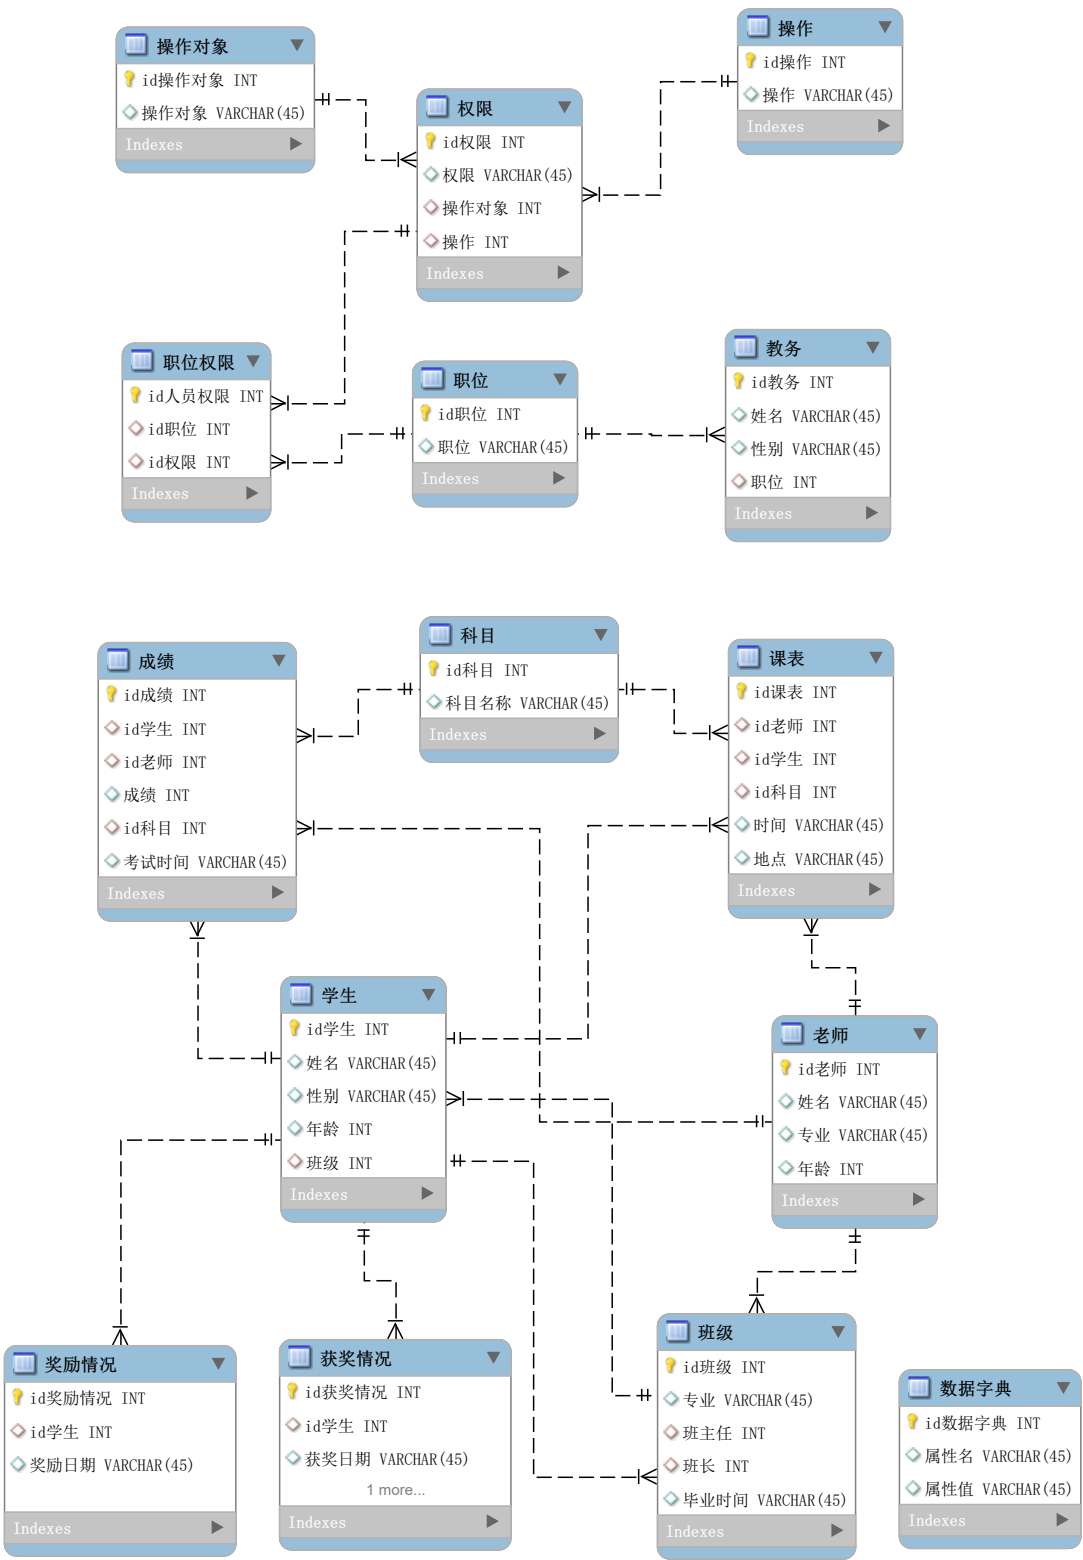 操作对象
id操作对象 INT
操作对象 VARCHAR(45)
Indexes
操作
id操作 INT
操作 VARCHAR(45)
Indexes
权限
id权限 INT
权限 VARCHAR(45)
操作对象 INT
操作 INT
Indexes
职位权限
id人员权限 INT
id职位 INT
id权限 INT
Indexes
职位
id职位 INT
职位 VARCHAR(45)
Indexes
教务
id教务 INT
姓名 VARCHAR(45)
性别 VARCHAR(45)
职位 INT
Indexes
成绩
id成绩 INT
id学生 INT
id老师 INT
成绩 INT
id科目 INT
考试时间 VARCHAR(45)
Indexes
科目
id科目 INT
科目名称 VARCHAR(45)
Indexes
课表
id课表 INT
id老师 INT
id学生 INT
id科目 INT
时间 VARCHAR(45)
地点 VARCHAR(45)
Indexes
学生
id学生 INT
姓名 VARCHAR(45)
性别 VARCHAR(45)
年龄 INT
班级 INT
Indexes
老师
id老师 INT
姓名 VARCHAR(45)
专业 VARCHAR(45)
年龄 INT
Indexes
奖励情况
id奖励情况 INT
id学生 INT
奖励日期 VARCHAR(45)
Indexes
获奖情况
id获奖情况 INT
id学生 INT
获奖日期 VARCHAR(45)
1 more...
Indexes
班级
id班级 INT
专业 VARCHAR(45)
班主任 INT
班长 INT
毕业时间 VARCHAR(45)
Indexes
数据字典
id数据字典 INT
属性名 VARCHAR(45)
属性值 VARCHAR(45)
Indexes